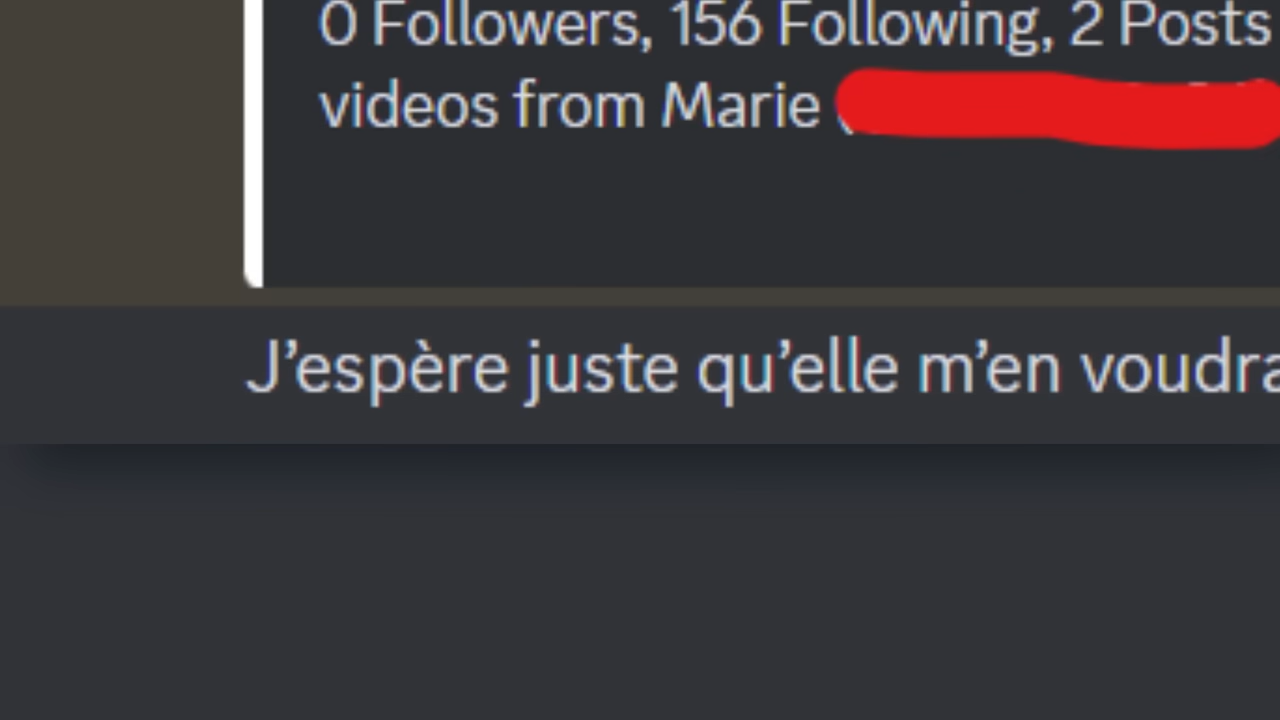 0 Followers, 156 Following, 2 Posts
videos from Marie (
J’espère juste qu’elle m’en voudra